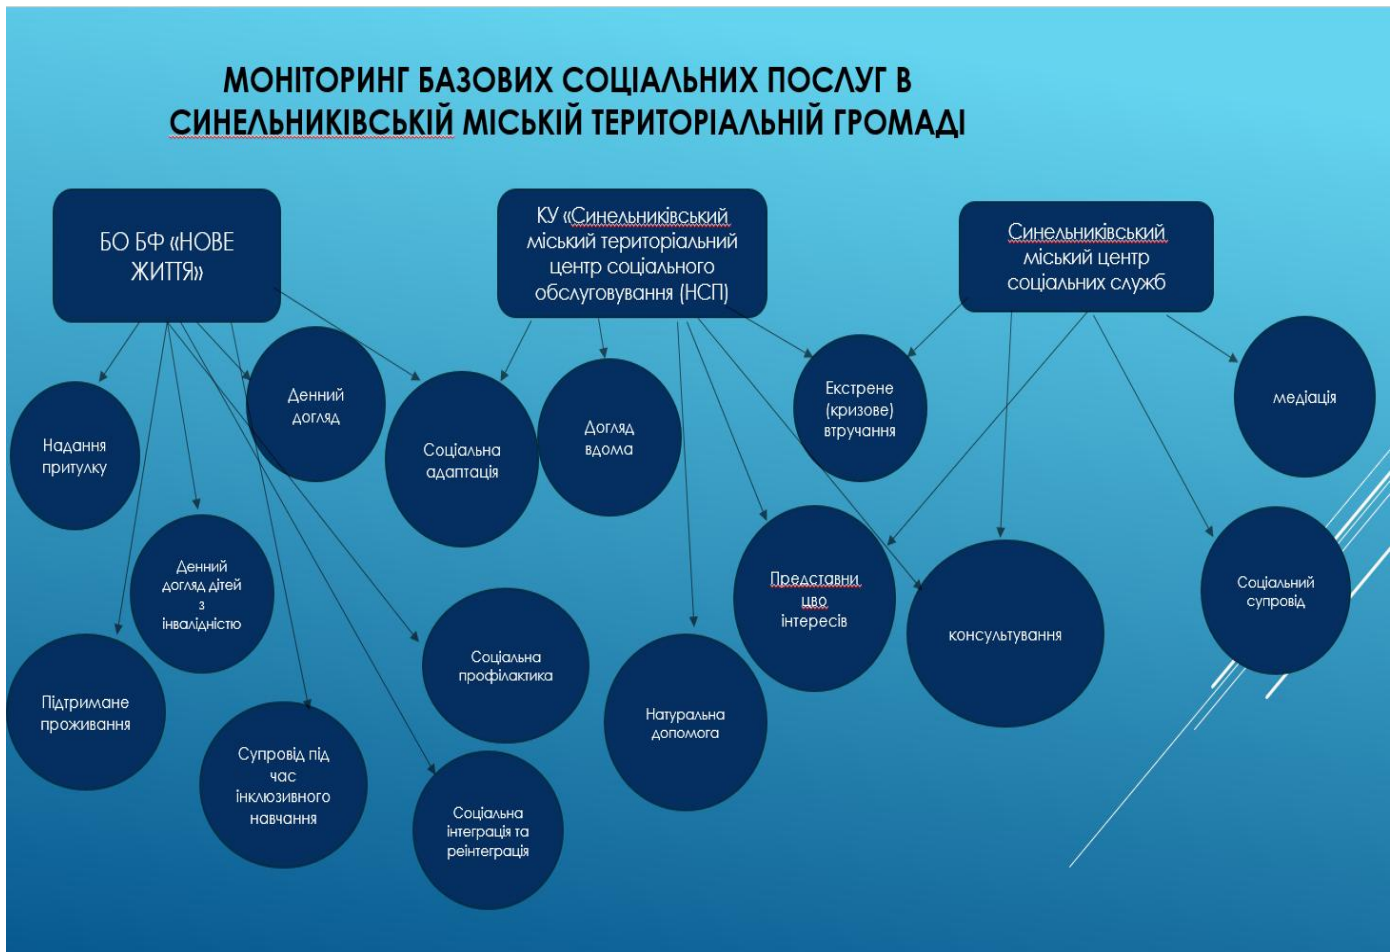 МОНІТОРИНГ БАЗОВИХ СОЦІАЛЬНИХ ПОСЛУГ В
СИНЕЛЬНИКІВСЬКІЙ МІСЬКІЙ ТЕРИТОРІАЛЬНІЙ ГРОМАДІ
БО БФ «НОВЕ
ЖИТТЯ»
КУ «Синельниківський
міський територіальний
центр соціального
обслуговування (НСП)
Синельниківський
міський центр
соціальних служб
Надання
притулку
Денний
догляд
Соціальна
адаптація
Догляд
вдома
Екстрене
(кризове)
втручання
медіація
Денний
догляд дітей
з
інвалідністю
Підтримане
проживання
Супровід під
час
інклюзивного
навчання
Соціальна
профілактика
Соціальна
інтеграція та
реінтеграція
Натуральна
допомога
Представни
цво
інтересів
консультування
Соціальний
супровід